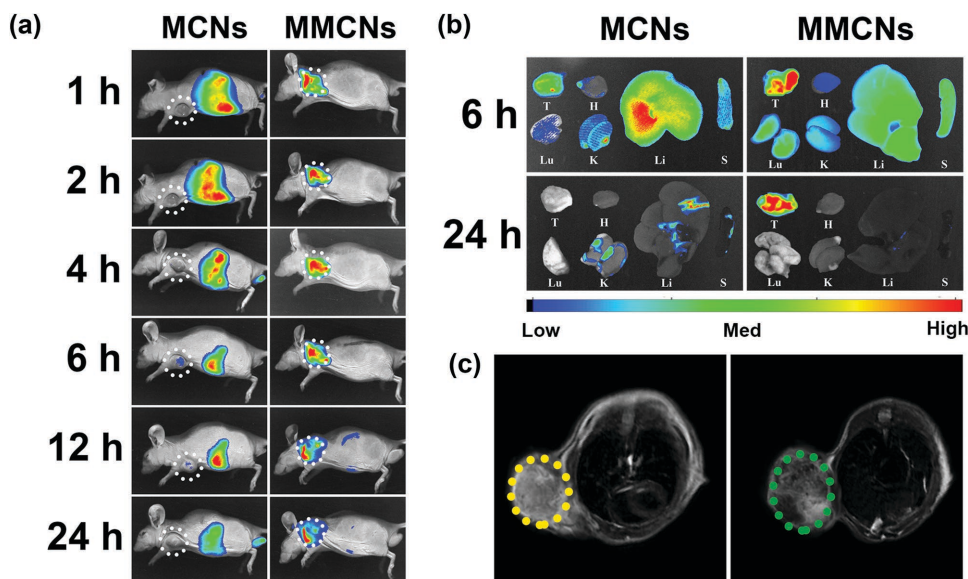 (a)
MCNs MMCNs
1 h
2 h
4 h
6 h
12 h
24 h
(b)
MCNs MMCNs
6 h
T H
Lu K Li S
T H
Lu K Li S
24 h
T H
Lu K Li S
T H
Lu K Li S
Low Med High
(c)